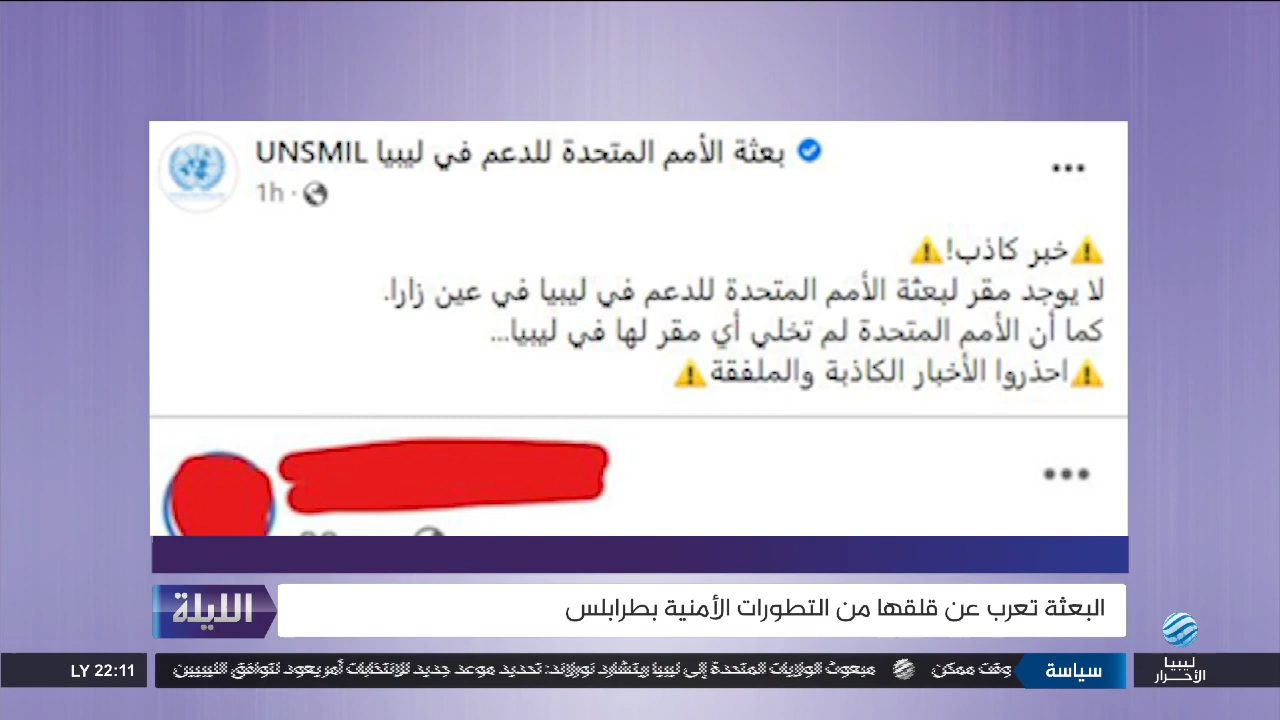 بعثة الأمم المتحدة للدعم في ليبيا UNSMIL
1h ·
⚠️خبر كاذب!⚠️
لا يوجد مقر لبعثة الأمم المتحدة للدعم في ليبيا في عين زارا.
كما أن الأمم المتحدة لم تخلي أي مقر لها في ليبيا...
⚠️احذروا الأخبار الكاذبة والملفقة⚠️
البعثة تعرب عن قلقها من التطورات الأمنية بطرابلس
الليلة
سياسة
وقت ممكن
مبعوث الولايات المتحدة إلى ليبيا ريتشارد نورلاند: تحديد موعد جديد للانتخابات أمر يعود لتوافق الليبيين
LY 22:11
ليبيا
الأحـرار